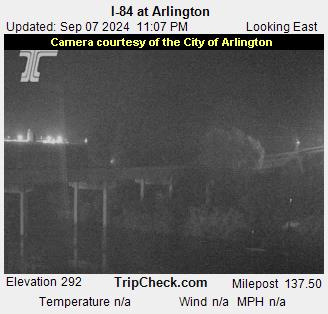 I-84 at Arlington
Updated: Sep 07 2024 11:07 PM Looking East
Camera courtesy of the City of Arlington
Elevation 292 TripCheck.com Milepost 137.50
Temperature n/a Wind n/a MPH n/a